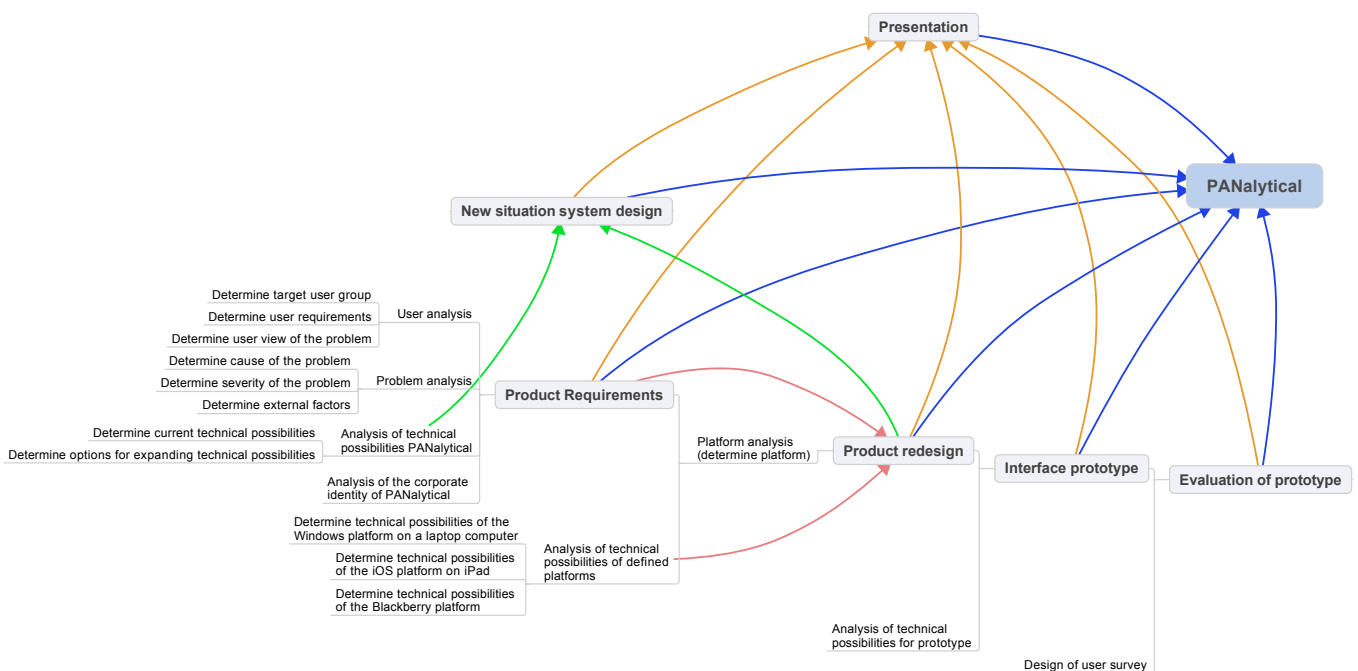 Presentation
PANalytical
New situation system design
Determine target user group
Determine user requirements
Determine user view of the problem
User analysis
Determine cause of the problem
Determine severity of the problem
Determine external factors
Problem analysis
Product Requirements
Determine current technical possibilities
Determine options for expanding technical possibilities
Analysis of technical
possibilities PANalytical
Analysis of the corporate
identity of PANalytical
Platform analysis
(determine platform)
Product redesign
Interface prototype
Evaluation of prototype
Determine technical possibilities of the
Windows platform on a laptop computer
Determine technical possibilities
of the iOS platform on iPad
Determine technical possibilities
of the Blackberry platform
Analysis of technical
possibilities of defined
platforms
Analysis of technical
possibilities for prototype
Design of user survey